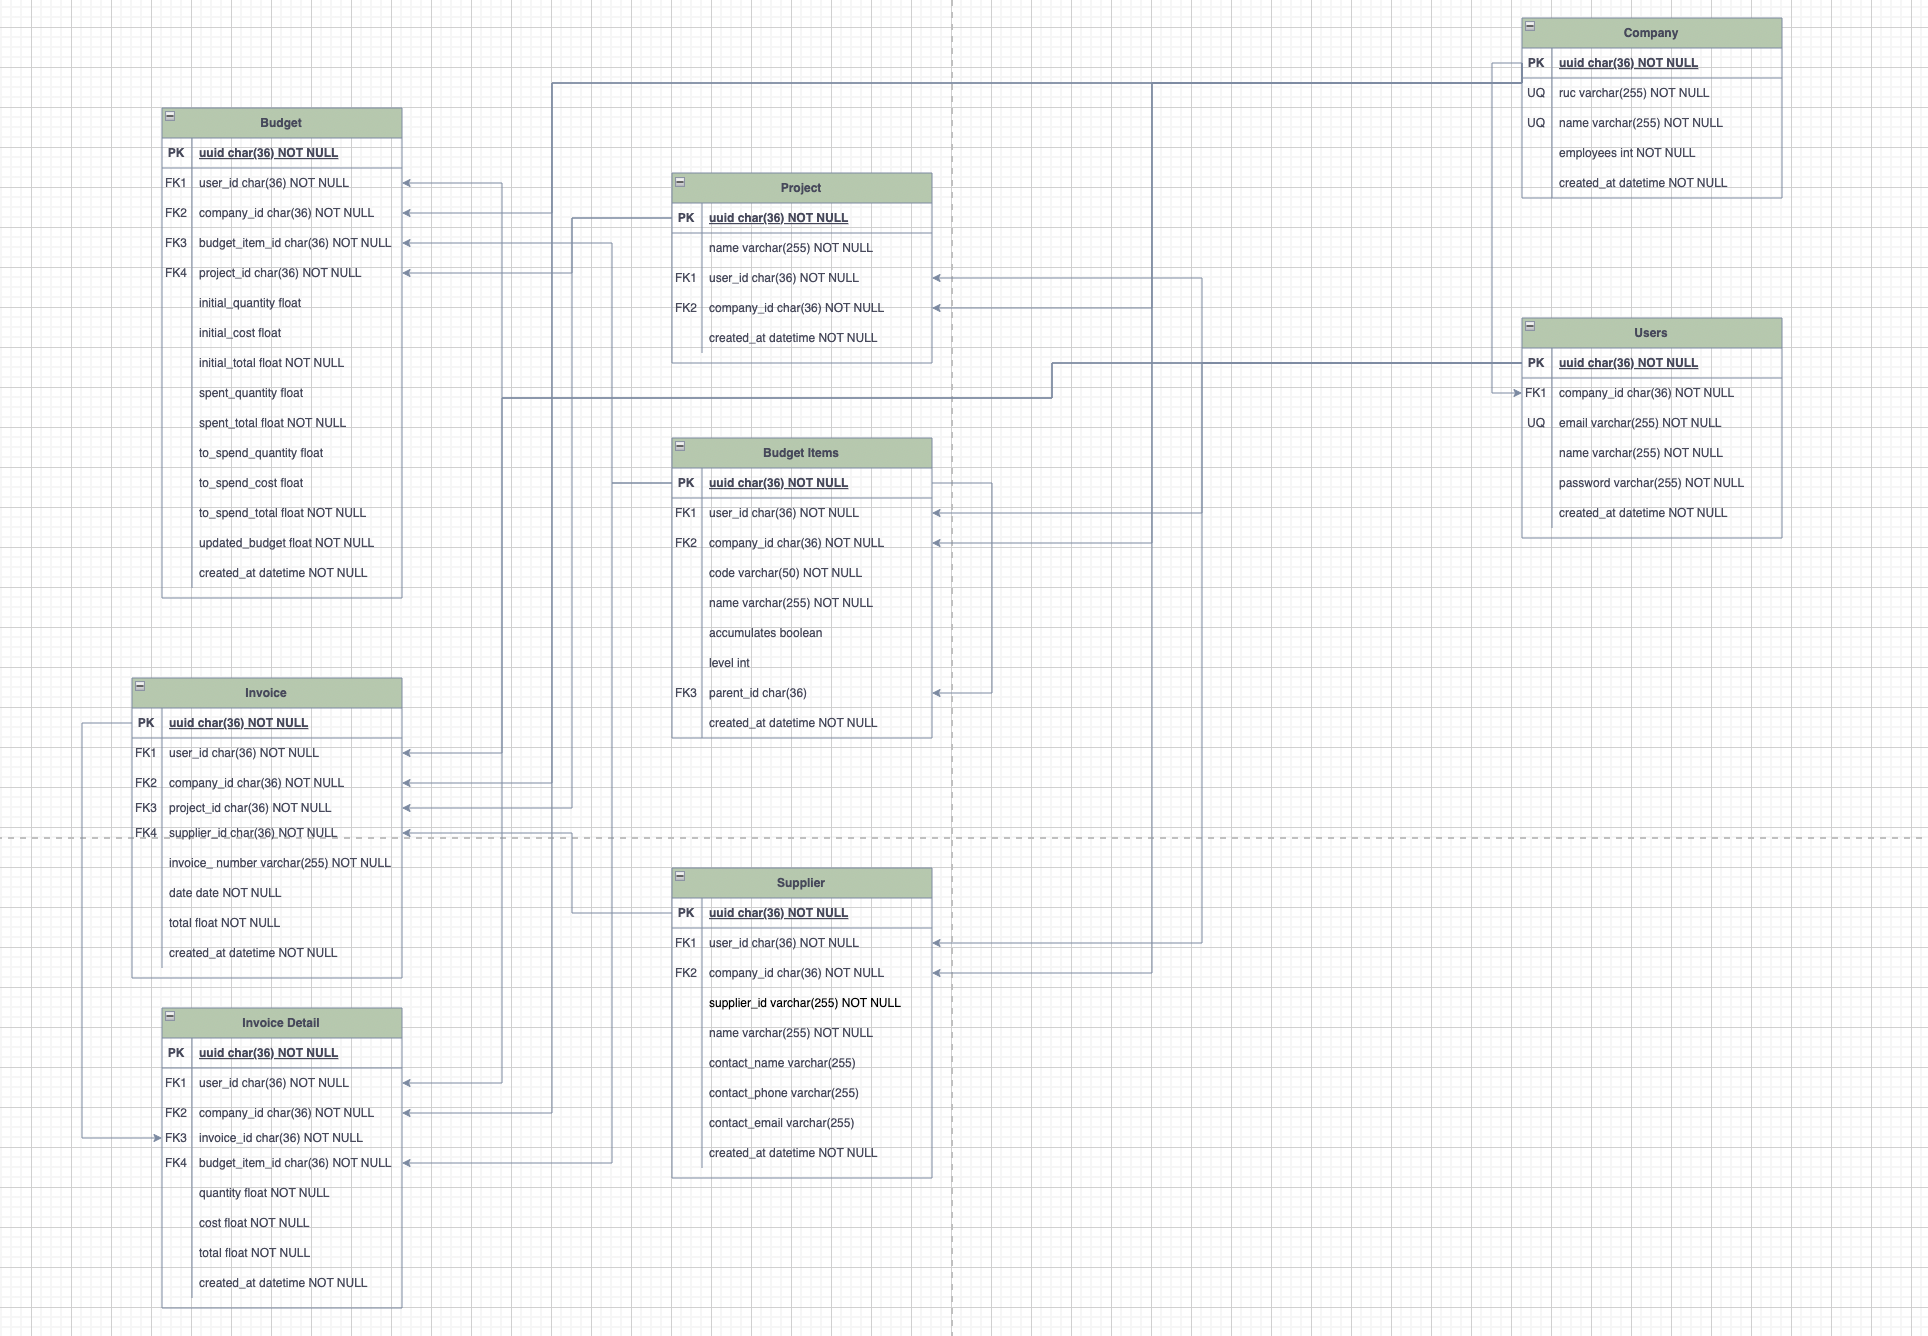 Company
PK uuid char(36) NOT NULL
UQ ruc varchar(255) NOT NULL
UQ name varchar(255) NOT NULL
employees int NOT NULL
created_at datetime NOT NULL
Budget
PK uuid char(36) NOT NULL
FK1 user_id char(36) NOT NULL
FK2 company_id char(36) NOT NULL
FK3 budget_item_id char(36) NOT NULL
FK4 project_id char(36) NOT NULL
initial_quantity float
initial_cost float
initial_total float NOT NULL
spent_quantity float
spent_total float NOT NULL
to_spend_quantity float
to_spend_cost float
to_spend_total float NOT NULL
updated_budget float NOT NULL
created_at datetime NOT NULL
Project
PK uuid char(36) NOT NULL
name varchar(255) NOT NULL
FK1 user_id char(36) NOT NULL
FK2 company_id char(36) NOT NULL
created_at datetime NOT NULL
Users
PK uuid char(36) NOT NULL
FK1 company_id char(36) NOT NULL
UQ email varchar(255) NOT NULL
name varchar(255) NOT NULL
password varchar(255) NOT NULL
created_at datetime NOT NULL
Budget Items
PK uuid char(36) NOT NULL
FK1 user_id char(36) NOT NULL
FK2 company_id char(36) NOT NULL
code varchar(50) NOT NULL
name varchar(255) NOT NULL
accumulates boolean
level int
FK3 parent_id char(36)
created_at datetime NOT NULL
Invoice
PK uuid char(36) NOT NULL
FK1 user_id char(36) NOT NULL
FK2 company_id char(36) NOT NULL
FK3 project_id char(36) NOT NULL
FK4 supplier_id char(36) NOT NULL
invoice_ number varchar(255) NOT NULL
date date NOT NULL
total float NOT NULL
created_at datetime NOT NULL
Supplier
PK uuid char(36) NOT NULL
FK1 user_id char(36) NOT NULL
FK2 company_id char(36) NOT NULL
supplier_id varchar(255) NOT NULL
name varchar(255) NOT NULL
contact_name varchar(255)
contact_phone varchar(255)
contact_email varchar(255)
created_at datetime NOT NULL
Invoice Detail
PK uuid char(36) NOT NULL
FK1 user_id char(36) NOT NULL
FK2 company_id char(36) NOT NULL
FK3 invoice_id char(36) NOT NULL
FK4 budget_item_id char(36) NOT NULL
quantity float NOT NULL
cost float NOT NULL
total float NOT NULL
created_at datetime NOT NULL